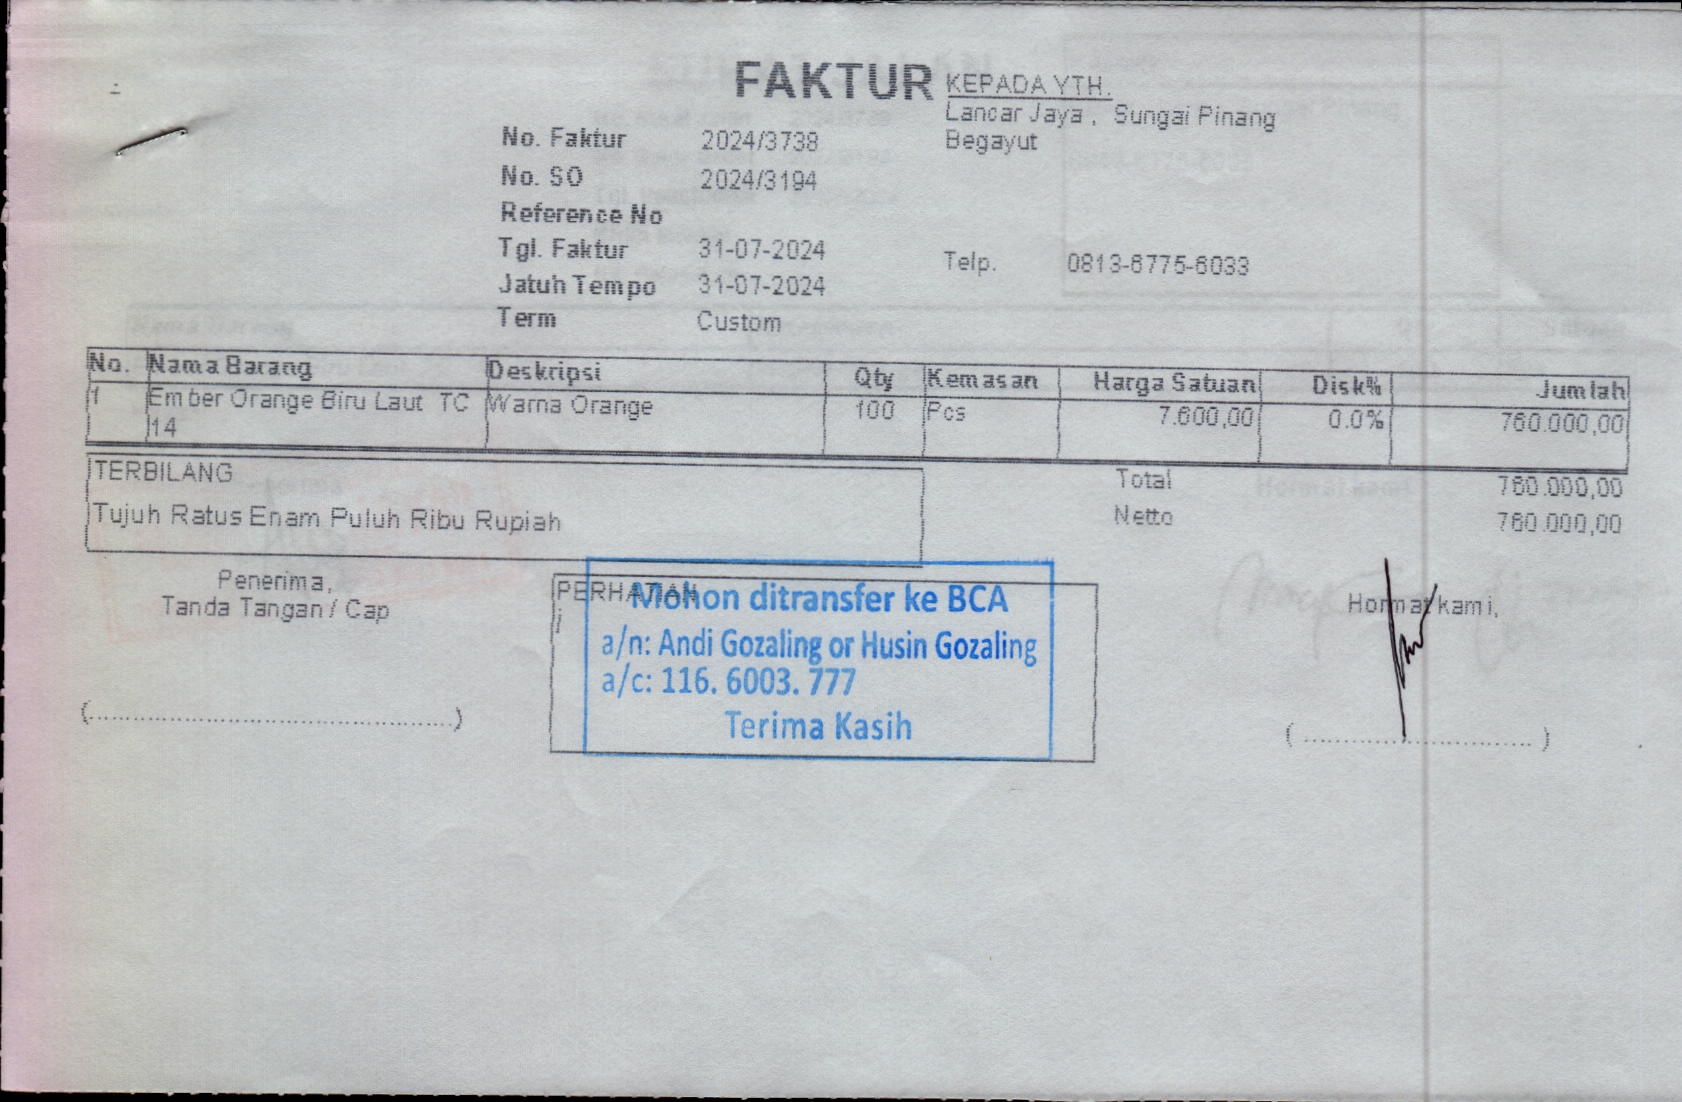 FAKTUR
KEPADA YTH.
Lancar Jaya , Sungai Pinang
Begayut
No. Faktur 2024/3738
No. SO 2024/3194
Reference No
Tgl. Faktur 31-07-2024
Telp. 0813-6775-6033
Jatuh Tempo 31-07-2024
Term Custom
No. Nama Barang Deskripsi Qty Kemasan Harga Satuan Disk% Jumlah
1 Ember Orange Biru Laut TC Warna Orange 100 Pcs 7.600,00 0.0% 760.000,00
14
TERBILANG
Total 760.000,00
Tujuh Ratus Enam Puluh Ribu Rupiah
Netto 760.000,00
Penerima,
Tanda Tangan / Cap
PERHATIAN
Mohon ditransfer ke BCA
a/n: Andi Gozaling or Husin Gozaling
a/c: 116. 6003. 777
Terima Kasih
Hormat kami,
(................................................)
( ................................ )